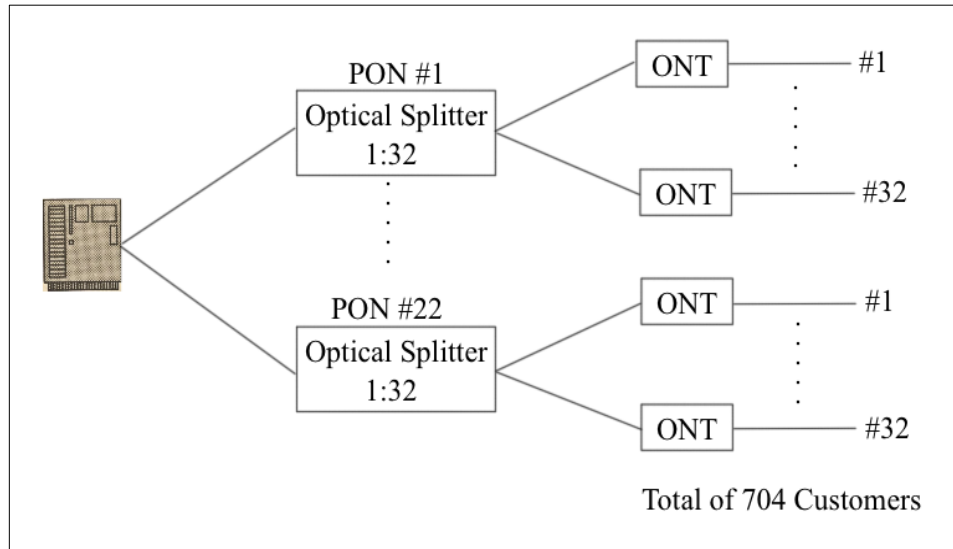 PON #1
Optical Splitter
1:32
ONT
#1
ONT
#32
PON #22
Optical Splitter
1:32
ONT
#1
ONT
#32
Total of 704 Customers